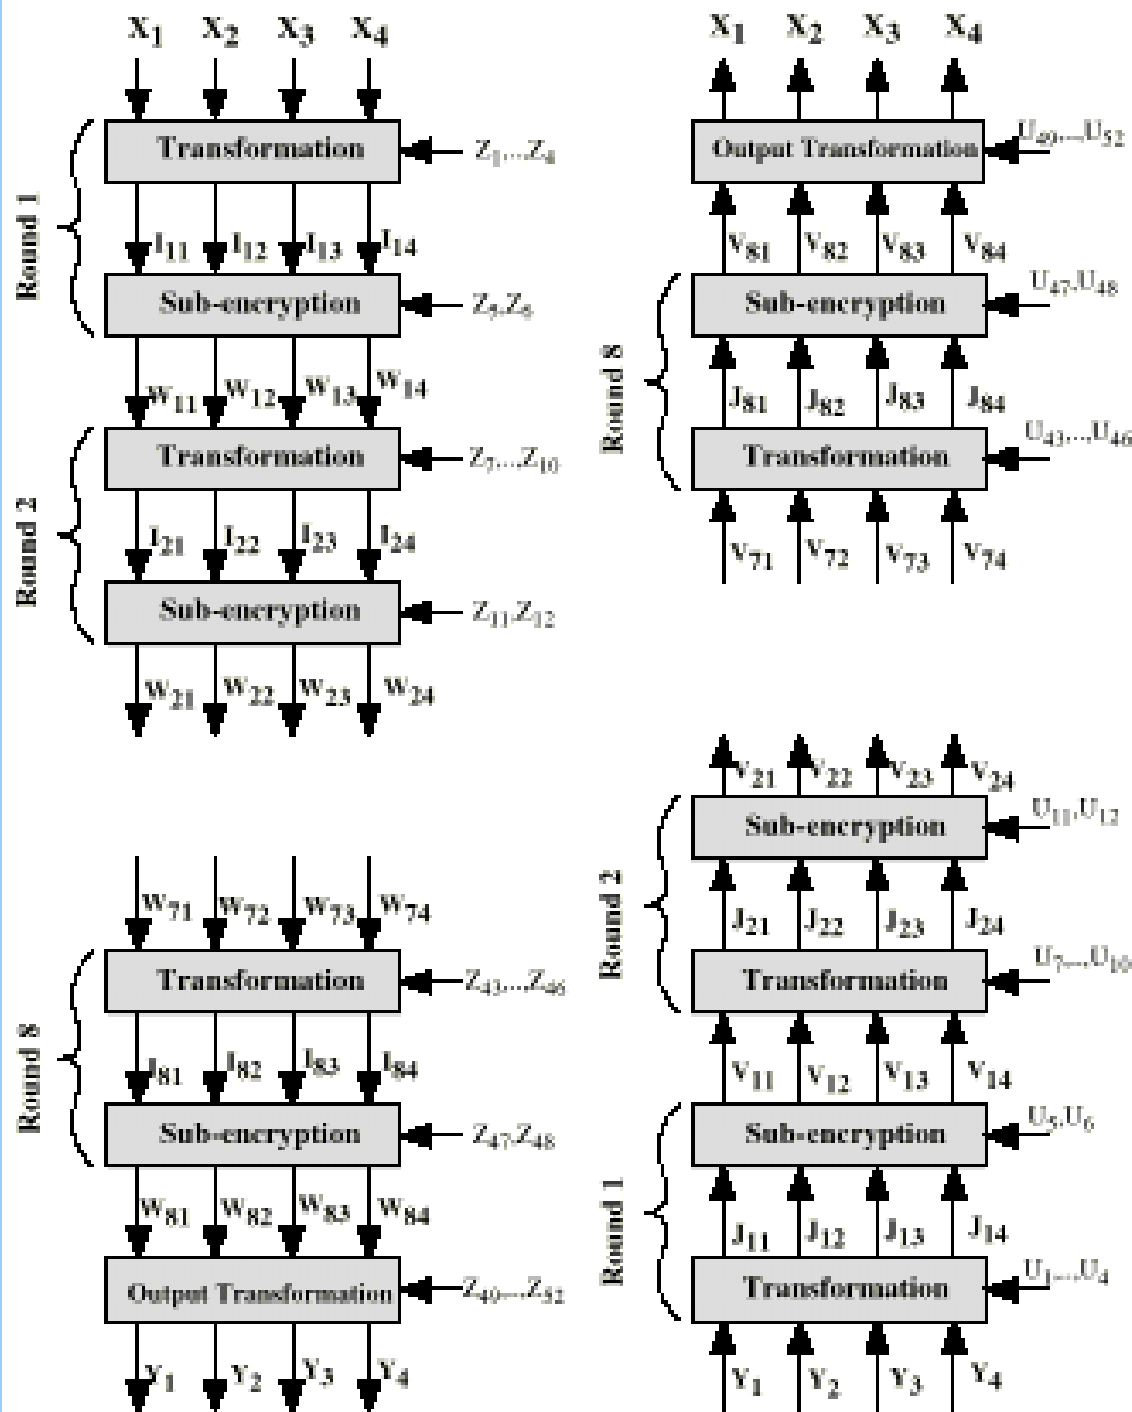 X1 X2 X3 X4
Transformation
Z1,...Z4
Round 1
I11 I12 I13 I14
Sub-encryption
Z5,Z6
W11 W12 W13 W14
Transformation
Z7,...,Z10
Round 2
I21 I22 I23 I24
Sub-encryption
Z11,Z12
W21 W22 W23 W24
W71 W72 W73 W74
Transformation
Z43,...,Z46
Round 8
I81 I82 I83 I84
Sub-encryption
Z47,Z48
W81 W82 W83 W84
Output Transformation
Z49,...,Z52
Y1 Y2 Y3 Y4
X1 X2 X3 X4
Output Transformation
U49,...,U52
V81 V82 V83 V84
Sub-encryption
U47,U48
Round 8
J81 J82 J83 J84
Transformation
U43,...,U46
V71 V72 V73 V74
V21 V22 V23 V24
Sub-encryption
U11,U12
Round 2
J21 J22 J23 J24
Transformation
U7,...,U10
V11 V12 V13 V14
Sub-encryption
U5,U6
Round 1
J11 J12 J13 J14
Transformation
U1,...,U4
Y1 Y2 Y3 Y4